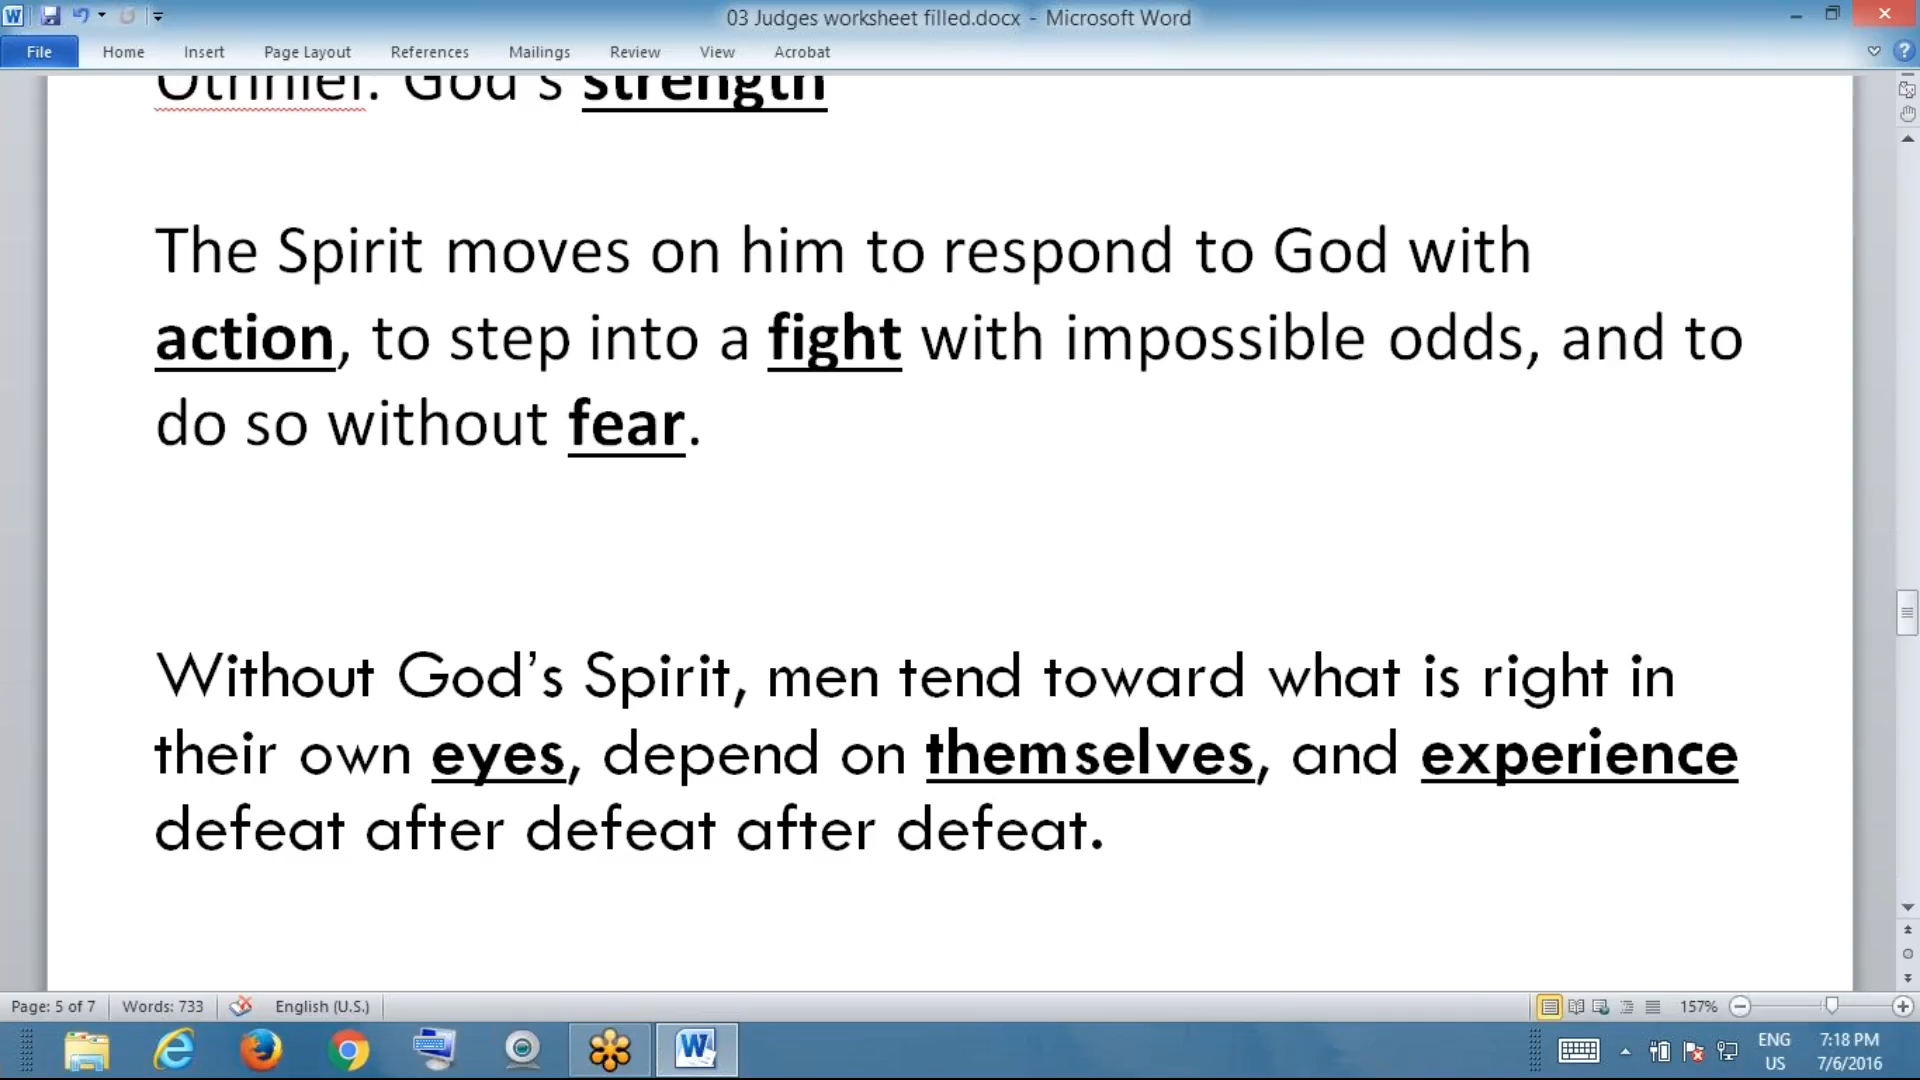 03 Judges worksheet filled.docx - Microsoft Word
File Home Insert Page Layout References Mailings Review View Acrobat
Othniel: God's strength
The Spirit moves on him to respond to God with
action, to step into a fight with impossible odds, and to
do so without fear.
Without God’s Spirit, men tend toward what is right in
their own eyes, depend on themselves, and experience
defeat after defeat after defeat.
Page: 5 of 7 Words: 733 English (U.S.) 157%
ENG 7:18 PM
US 7/6/2016